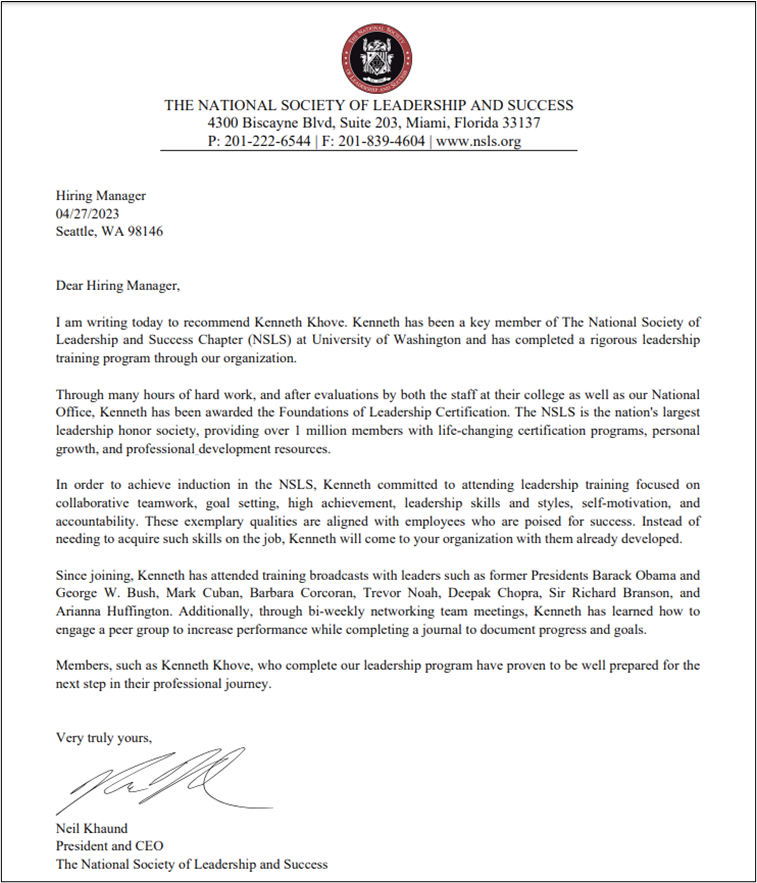 THE NATIONAL SOCIETY
OF LEADERSHIP AND SUCCESS
THE NATIONAL SOCIETY OF LEADERSHIP AND SUCCESS
4300 Biscayne Blvd, Suite 203, Miami, Florida 33137
P: 201-222-6544 | F: 201-839-4604 | www.nsls.org
Hiring Manager
04/27/2023
Seattle, WA 98146
Dear Hiring Manager,
I am writing today to recommend Kenneth Khove. Kenneth has been a key member of The National Society of
Leadership and Success Chapter (NSLS) at University of Washington and has completed a rigorous leadership
training program through our organization.
Through many hours of hard work, and after evaluations by both the staff at their college as well as our National
Office, Kenneth has been awarded the Foundations of Leadership Certification. The NSLS is the nation's largest
leadership honor society, providing over 1 million members with life-changing certification programs, personal
growth, and professional development resources.
In order to achieve induction in the NSLS, Kenneth committed to attending leadership training focused on
collaborative teamwork, goal setting, high achievement, leadership skills and styles, self-motivation, and
accountability. These exemplary qualities are aligned with employees who are poised for success. Instead of
needing to acquire such skills on the job, Kenneth will come to your organization with them already developed.
Since joining, Kenneth has attended training broadcasts with leaders such as former Presidents Barack Obama and
George W. Bush, Mark Cuban, Barbara Corcoran, Trevor Noah, Deepak Chopra, Sir Richard Branson, and
Arianna Huffington. Additionally, through bi-weekly networking team meetings, Kenneth has learned how to
engage a peer group to increase performance while completing a journal to document progress and goals.
Members, such as Kenneth Khove, who complete our leadership program have proven to be well prepared for the
next step in their professional journey.
Very truly yours,
Neil Khaund
President and CEO
The National Society of Leadership and Success